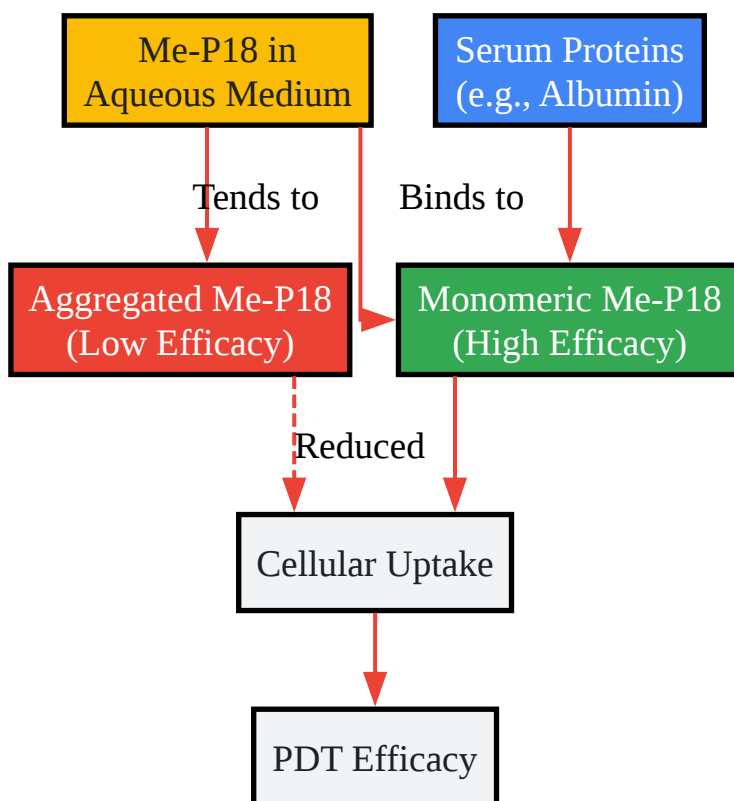 Me-P18 in
Aqueous Medium
Serum Proteins
(e.g., Albumin)
Tends to
Binds to
Aggregated Me-P18
(Low Efficacy)
Monomeric Me-P18
(High Efficacy)
Reduced
Cellular Uptake
PDT Efficacy